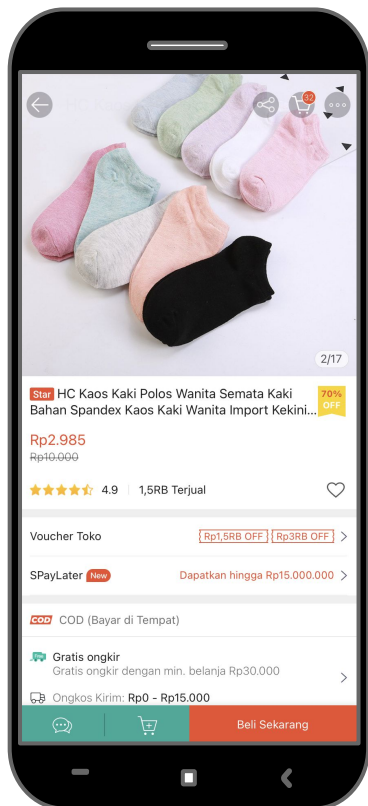 32
2/17
Star HC Kaos Kaki Polos Wanita Semata Kaki
Bahan Spandex Kaos Kaki Wanita Import Kekini...
70%
OFF
Rp2.985
Rp10.000
4.9 1,5RB Terjual
Voucher Toko Rp1,5RB OFF Rp3RB OFF
SPayLater New Dapatkan hingga Rp15.000.000
COD COD (Bayar di Tempat)
Gratis ongkir
Gratis ongkir dengan min. belanja Rp30.000
Ongkos Kirim: Rp0 - Rp15.000
Beli Sekarang